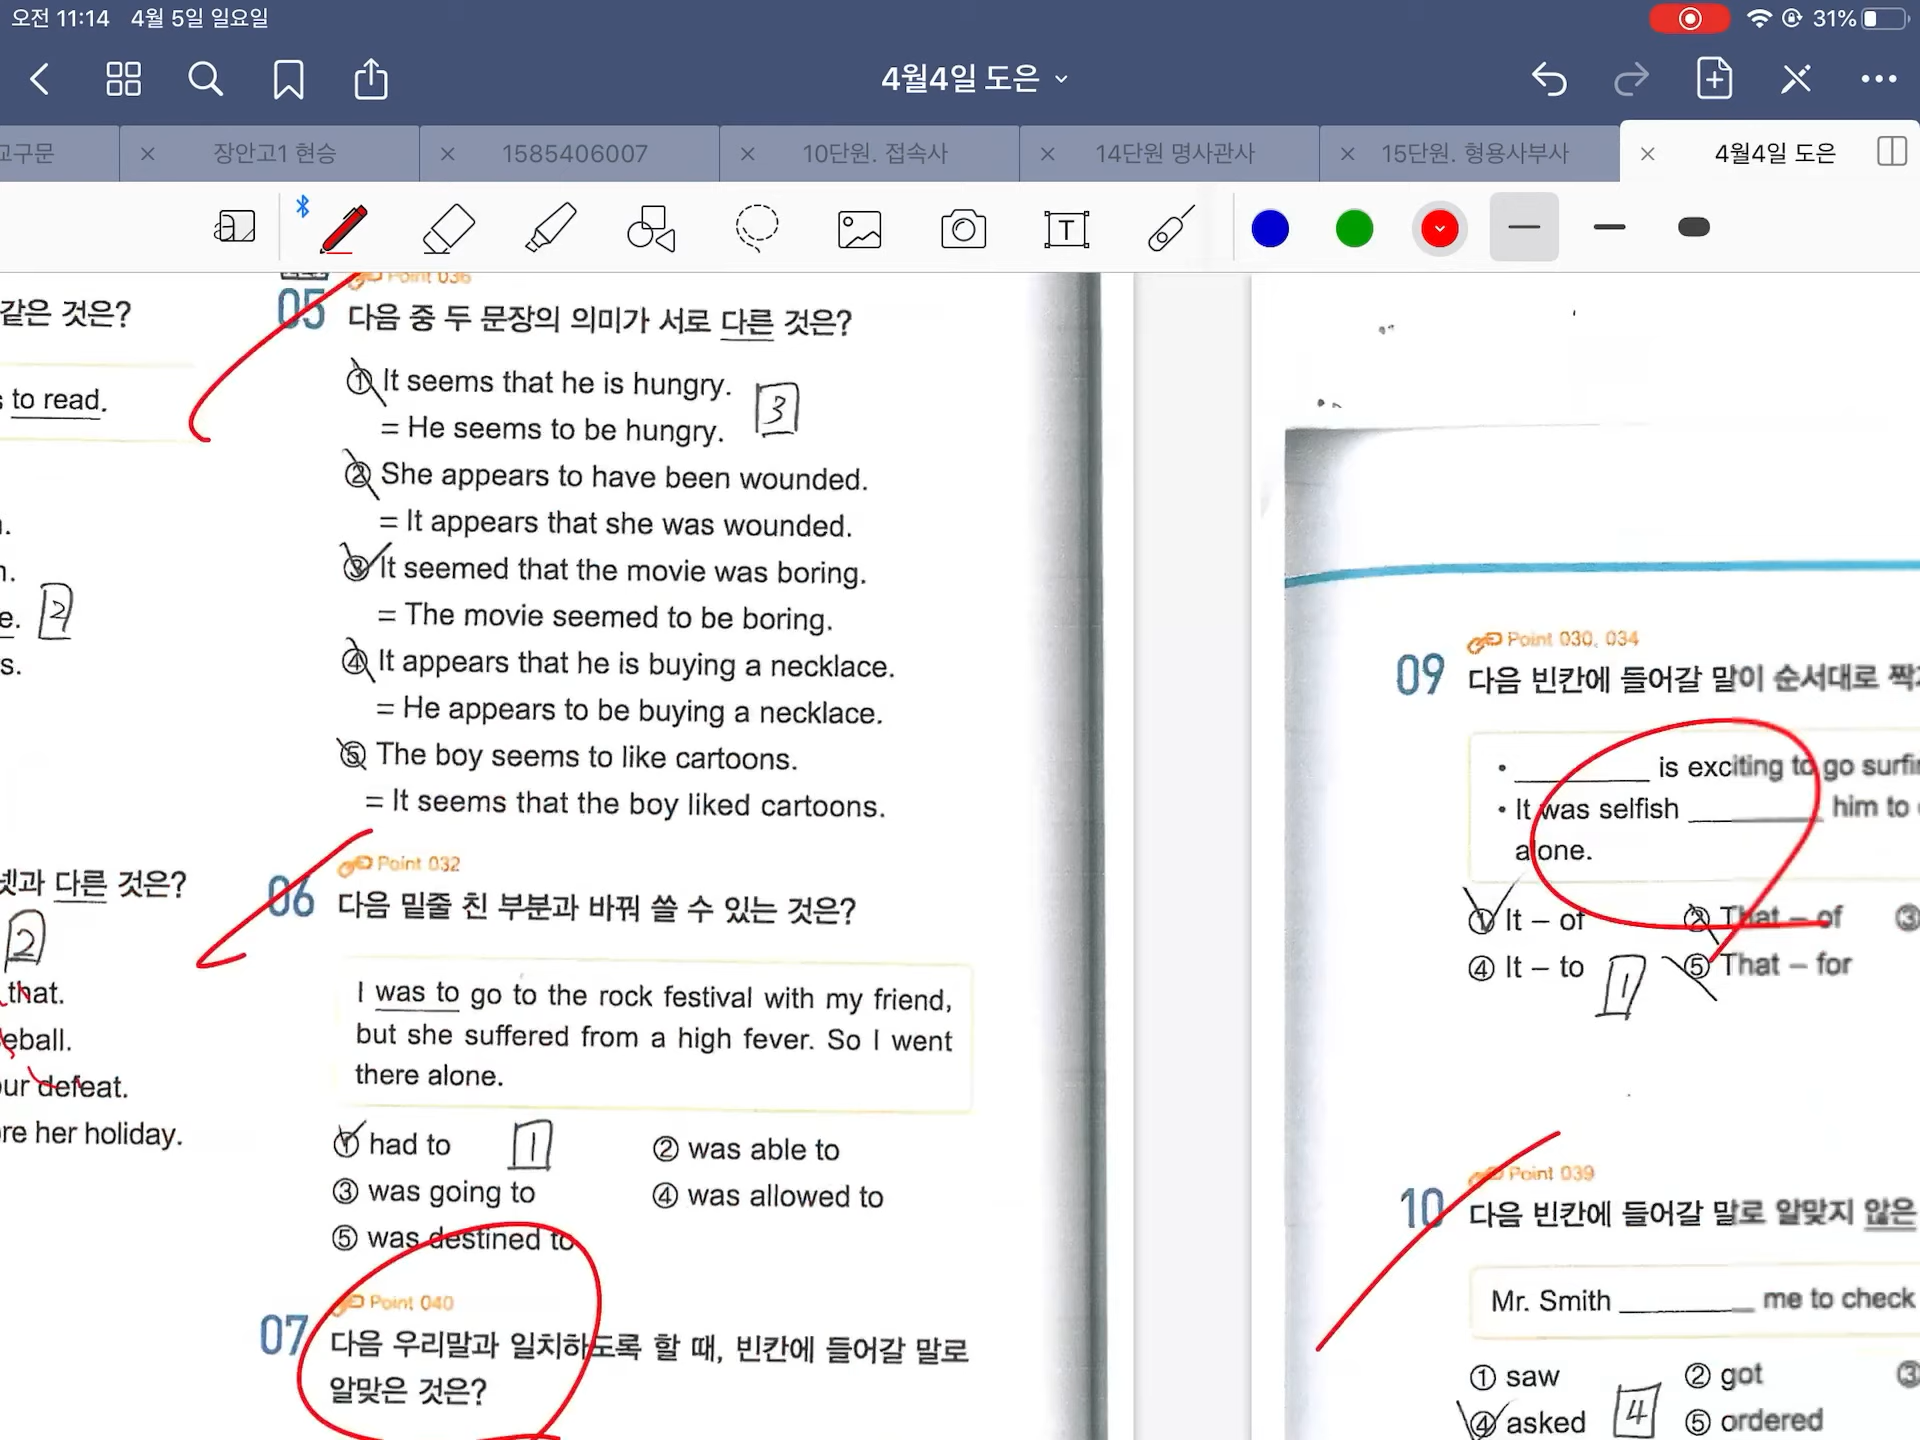 오전 11:14 4월 5일 일요일
31%
4월4일 도은
교구문
장안고1 현승
1585406007
10단원. 접속사
14단원 명사관사
15단원. 형용사부사
4월4일 도은
같은 것은?
to read.
2
다른 것은?
2
that.
eball.
our defeat.
re her holiday.
Point 036
05 다음 중 두 문장의 의미가 서로 다른 것은?
① It seems that he is hungry.
= He seems to be hungry.
3
② She appears to have been wounded.
= It appears that she was wounded.
③ It seemed that the movie was boring.
= The movie seemed to be boring.
④ It appears that he is buying a necklace.
= He appears to be buying a necklace.
⑤ The boy seems to like cartoons.
= It seems that the boy liked cartoons.
Point 032
06 다음 밑줄 친 부분과 바꿔 쓸 수 있는 것은?
I was to go to the rock festival with my friend,
but she suffered from a high fever. So I went
there alone.
① had to 1 ② was able to
③ was going to ④ was allowed to
⑤ was destined to
Point 040
07 다음 우리말과 일치하도록 할 때, 빈칸에 들어갈 말로
알맞은 것은?
Point 030, 034
09 다음 빈칸에 들어갈 말이 순서대로 짝
• ________ is exciting to go surfi
• It was selfish ________ him to
alone.
① It – of ② That – of ③
④ It – to 1 ⑤ That – for
Point 039
10 다음 빈칸에 들어갈 말로 알맞지 않은
Mr. Smith ________ me to check
① saw ② got ③
④ asked 4 ⑤ ordered